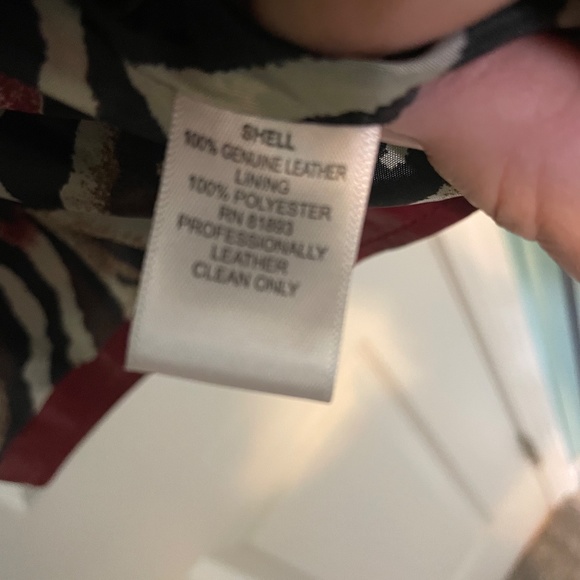 SHELL
100% GENUINE LEATHER
LINING
100% POLYESTER
RN 81893
PROFESSIONALLY
LEATHER
CLEAN ONLY